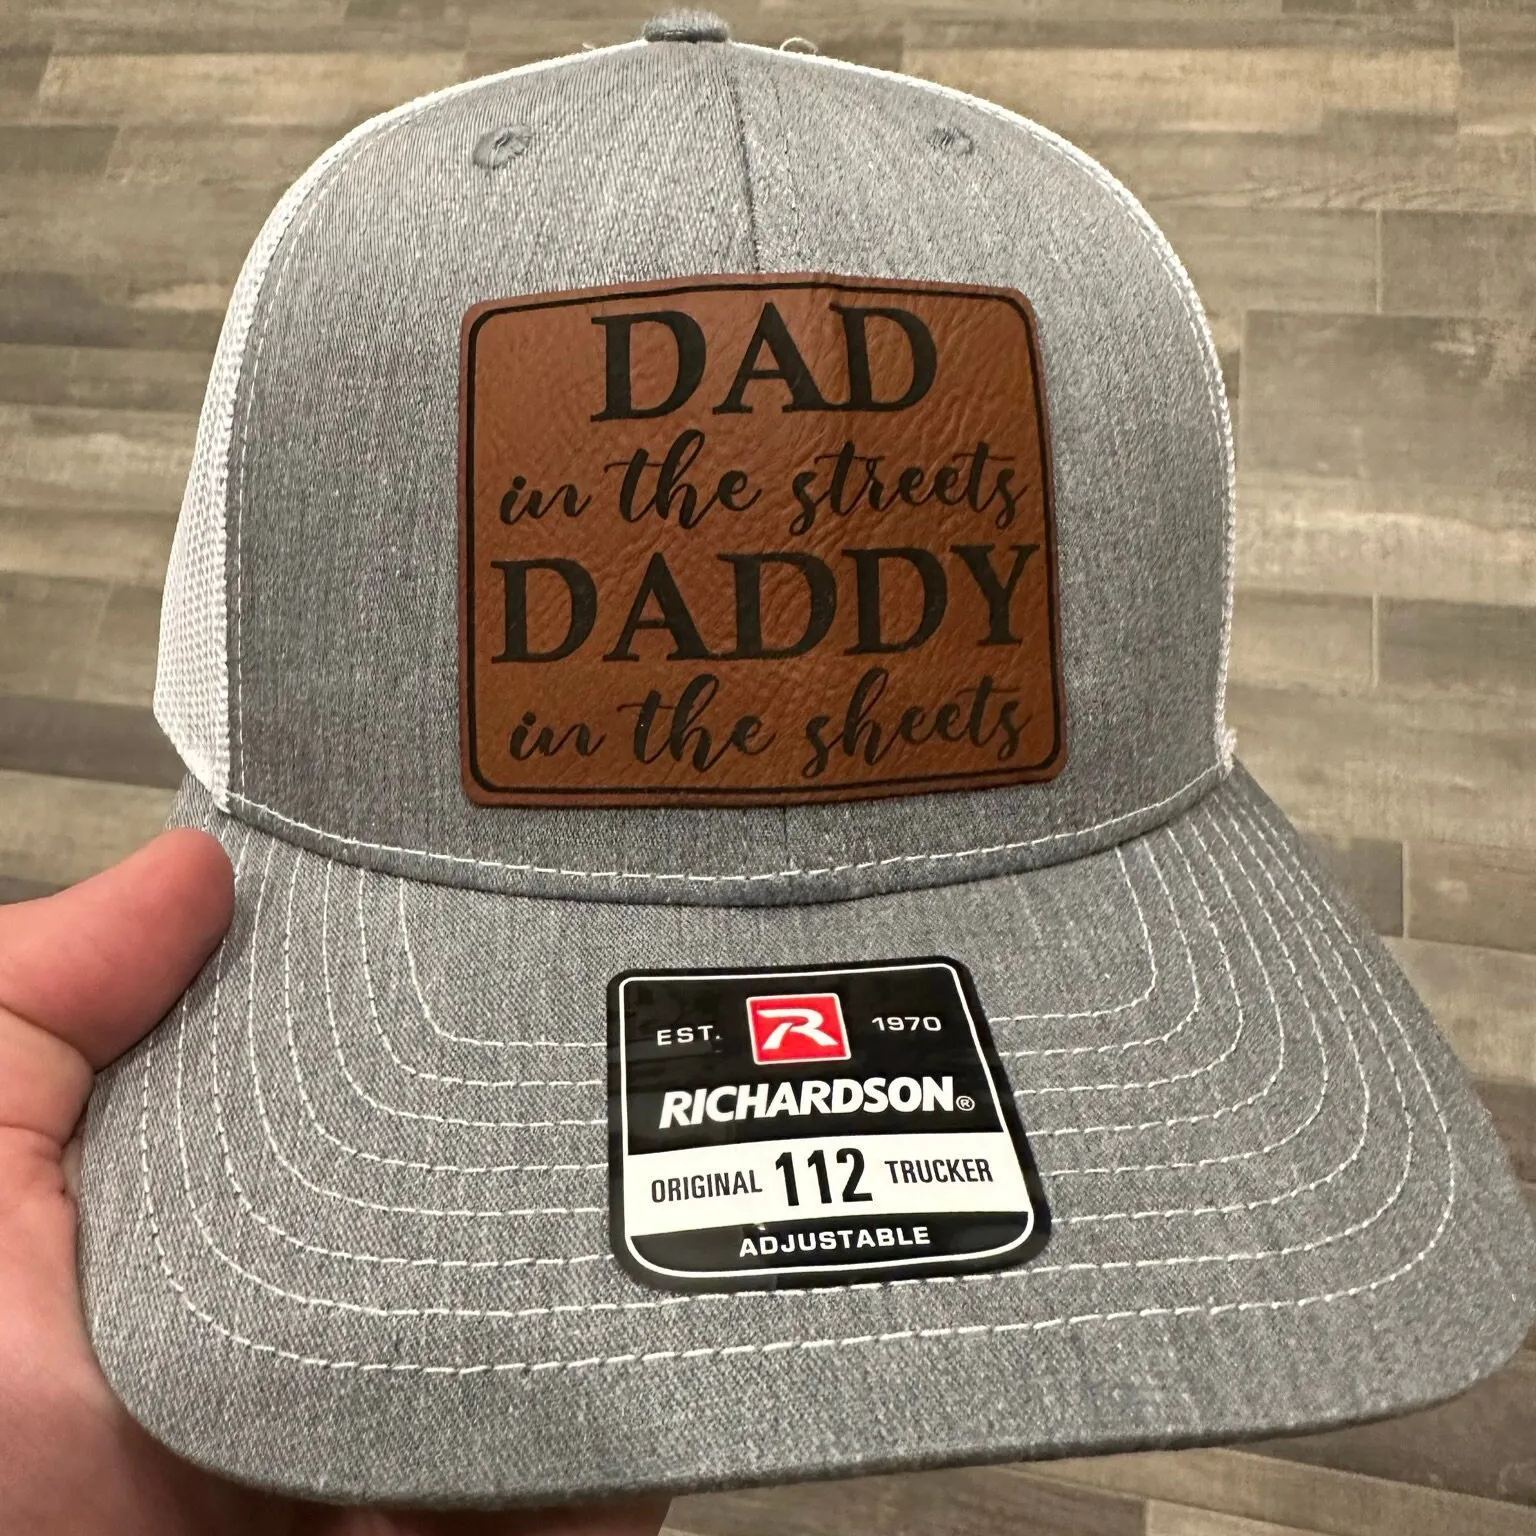 DAD
in the streets
DADDY
in the sheets
EST. R 1970
RICHARDSON®
ORIGINAL 112 TRUCKER
ADJUSTABLE